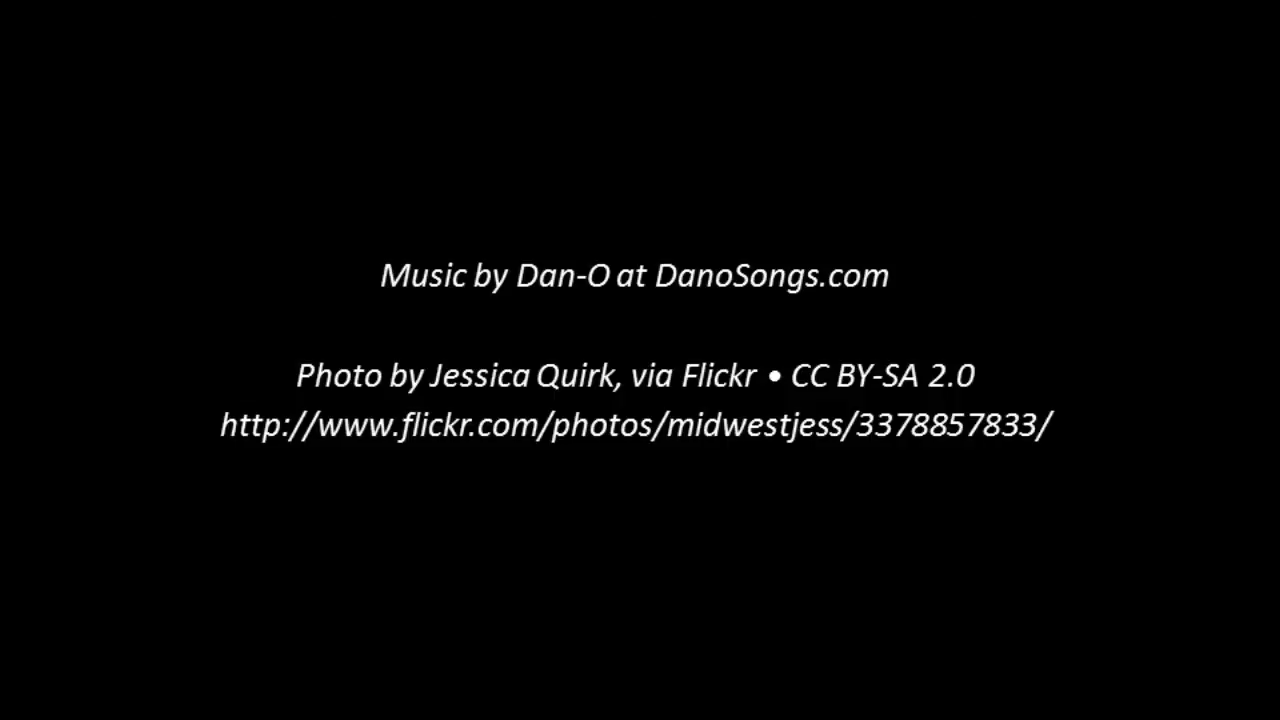 Music by Dan-O at DanoSongs.com
Photo by Jessica Quirk, via Flickr • CC BY-SA 2.0
http://www.flickr.com/photos/midwestjess/3378857833/